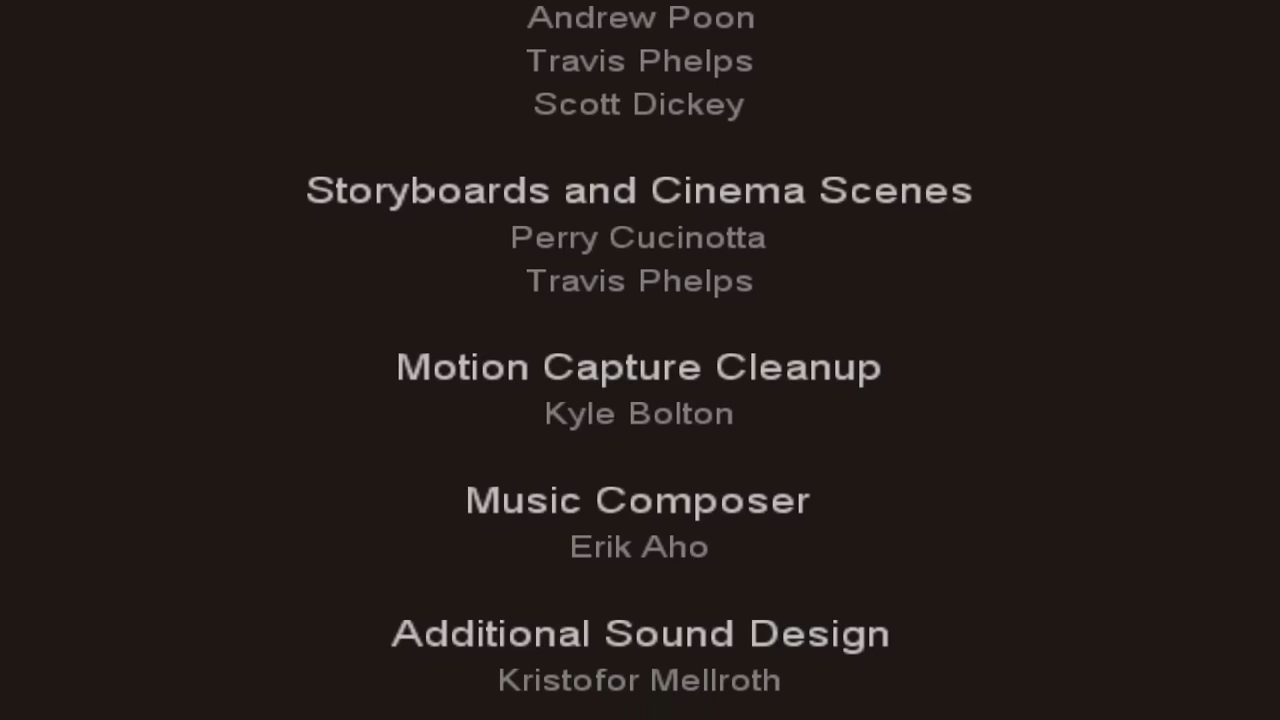 Andrew Poon
Travis Phelps
Scott Dickey
Storyboards and Cinema Scenes
Perry Cucinotta
Travis Phelps
Motion Capture Cleanup
Kyle Bolton
Music Composer
Erik Aho
Additional Sound Design
Kristofor Mellroth